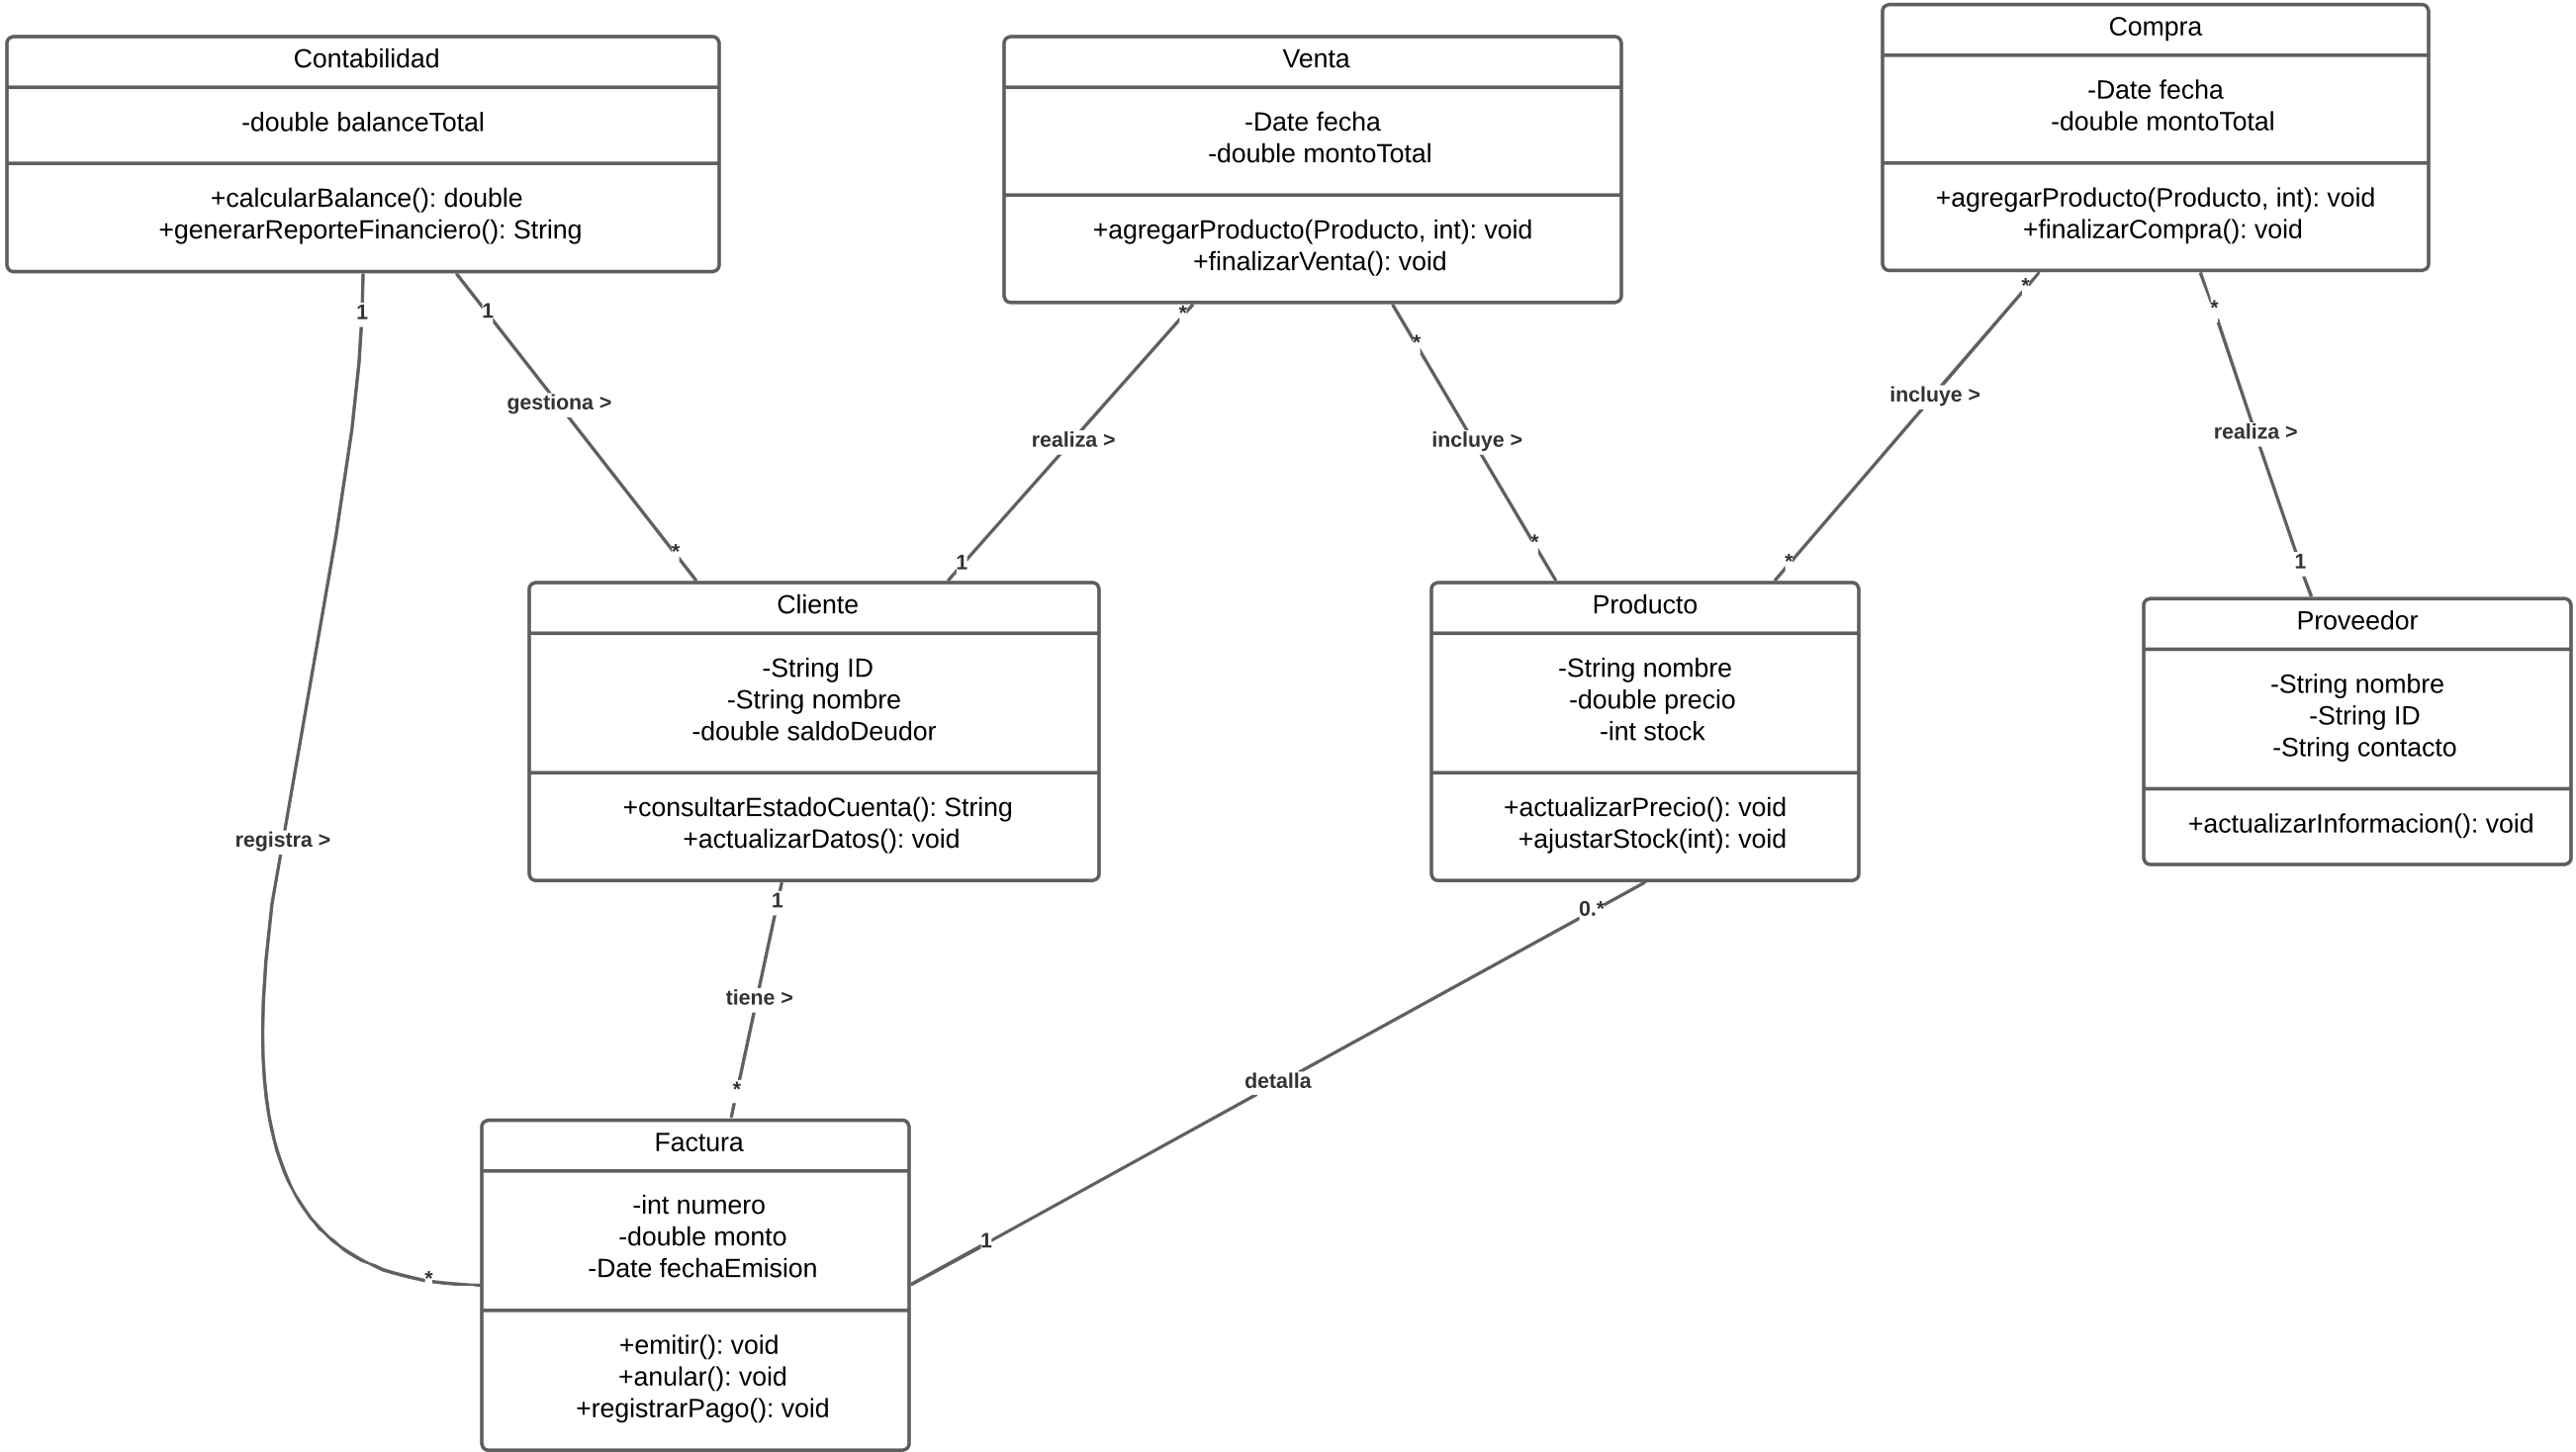 Contabilidad
-double balanceTotal
+calcularBalance(): double
+generarReporteFinanciero(): String
Venta
-Date fecha
-double montoTotal
+agregarProducto(Producto, int): void
+finalizarVenta(): void
Compra
-Date fecha
-double montoTotal
+agregarProducto(Producto, int): void
+finalizarCompra(): void
1
1
*
*
*
*
gestiona >
realiza >
incluye >
incluye >
realiza >
*
1
*
*
1
Cliente
-String ID
-String nombre
-double saldoDeudor
+consultarEstadoCuenta(): String
+actualizarDatos(): void
Producto
-String nombre
-double precio
-int stock
+actualizarPrecio(): void
+ajustarStock(int): void
Proveedor
-String nombre
-String ID
-String contacto
+actualizarInformacion(): void
registra >
1
0.*
tiene >
detalla
*
1
*
Factura
-int numero
-double monto
-Date fechaEmision
+emitir(): void
+anular(): void
+registrarPago(): void